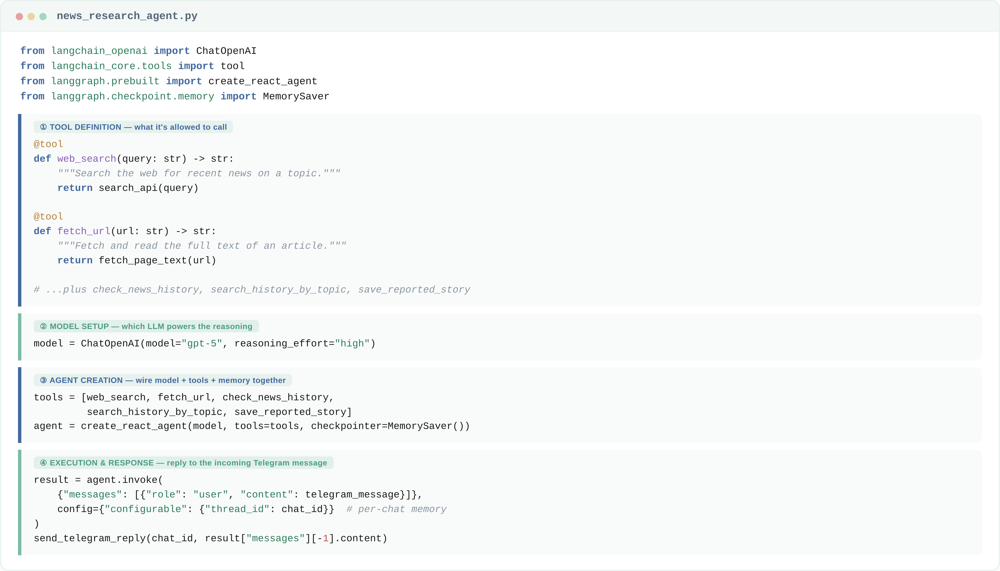 news_research_agent.py
from langchain_openai import ChatOpenAI
from langchain_core.tools import tool
from langgraph.prebuilt import create_react_agent
from langgraph.checkpoint.memory import MemorySaver
① TOOL DEFINITION — what it's allowed to call
@tool
def web_search(query: str) -> str:
    """Search the web for recent news on a topic."""
    return search_api(query)
@tool
def fetch_url(url: str) -> str:
    """Fetch and read the full text of an article."""
    return fetch_page_text(url)
# ...plus check_news_history, search_history_by_topic, save_reported_story
② MODEL SETUP — which LLM powers the reasoning
model = ChatOpenAI(model="gpt-5", reasoning_effort="high")
③ AGENT CREATION — wire model + tools + memory together
tools = [web_search, fetch_url, check_news_history,
         search_history_by_topic, save_reported_story]
agent = create_react_agent(model, tools=tools, checkpointer=MemorySaver())
④ EXECUTION & RESPONSE — reply to the incoming Telegram message
result = agent.invoke(
    {"messages": [{"role": "user", "content": telegram_message}]},
    config={"configurable": {"thread_id": chat_id}}  # per-chat memory
)
send_telegram_reply(chat_id, result["messages"][-1].content)